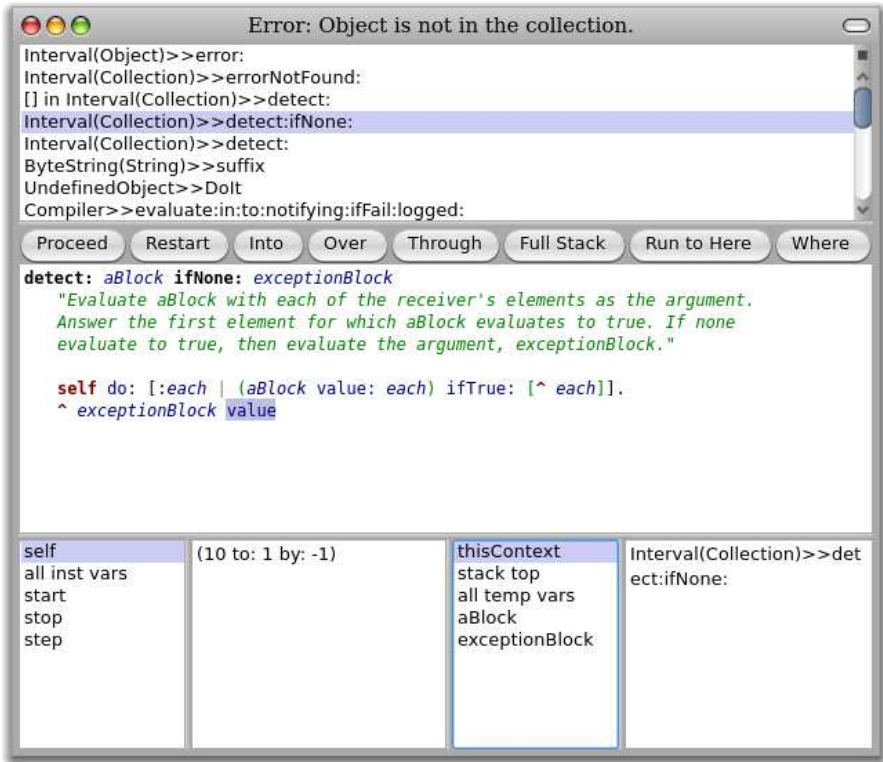 Error: Object is not in the collection.
Interval(Object)>>error:
Interval(Collection)>>errorNotFound:
[] in Interval(Collection)>>detect:
Interval(Collection)>>detect:ifNone:
Interval(Collection)>>detect:
ByteString(String)>>suffix
UndefinedObject>>DoIt
Compiler>>evaluate:in:to:notifying:ifFail:logged:
Proceed Restart Into Over Through Full Stack Run to Here Where
detect: aBlock ifNone: exceptionBlock
"Evaluate aBlock with each of the receiver's elements as the argument.
Answer the first element for which aBlock evaluates to true. If none
evaluate to true, then evaluate the argument, exceptionBlock."
self do: [:each | (aBlock value: each) ifTrue: [^ each]].
^ exceptionBlock value
self
all inst vars
start
stop
step
(10 to: 1 by: -1)
thisContext
stack top
all temp vars
aBlock
exceptionBlock
Interval(Collection)>>det
ect:ifNone: